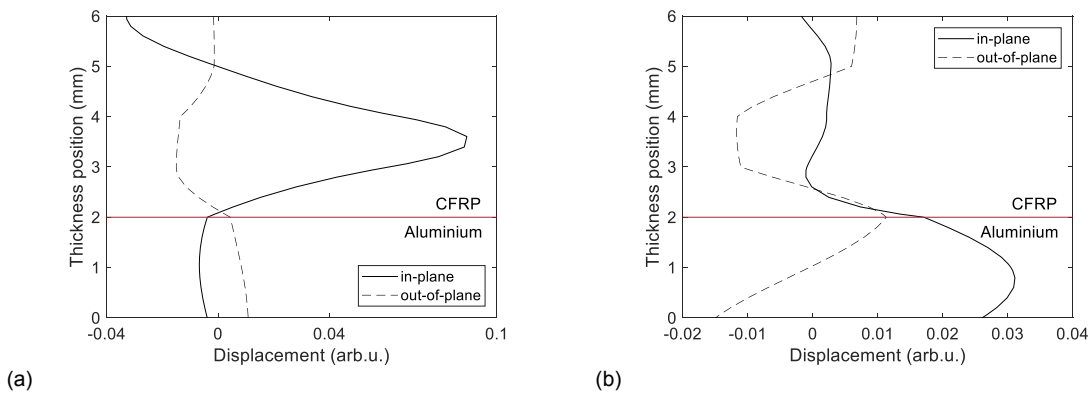 6
5
4
3
2
1
0
Thickness position (mm)
CFRP
Aluminium
in-plane
out-of-plane
-0.04 0 0.04 0.1
Displacement (arb.u.)
(a)
6
5
4
3
2
1
0
Thickness position (mm)
in-plane
out-of-plane
CFRP
Aluminium
-0.02 -0.01 0 0.01 0.02 0.03 0.04
Displacement (arb.u.)
(b)